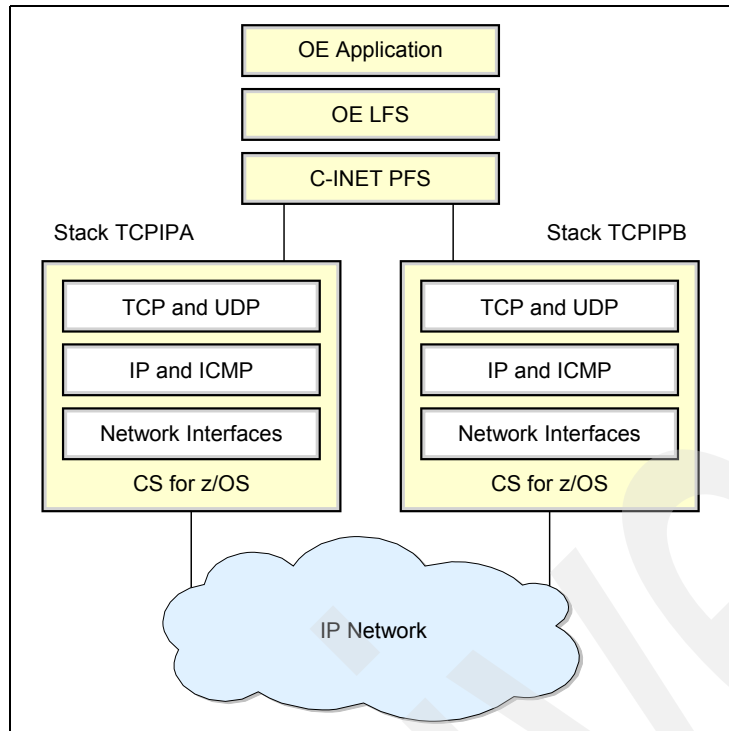 OE Application
OE LFS
C-INET PFS
Stack TCPIPA
Stack TCPIPB
TCP and UDP
IP and ICMP
Network Interfaces
CS for z/OS
TCP and UDP
IP and ICMP
Network Interfaces
CS for z/OS
IP Network